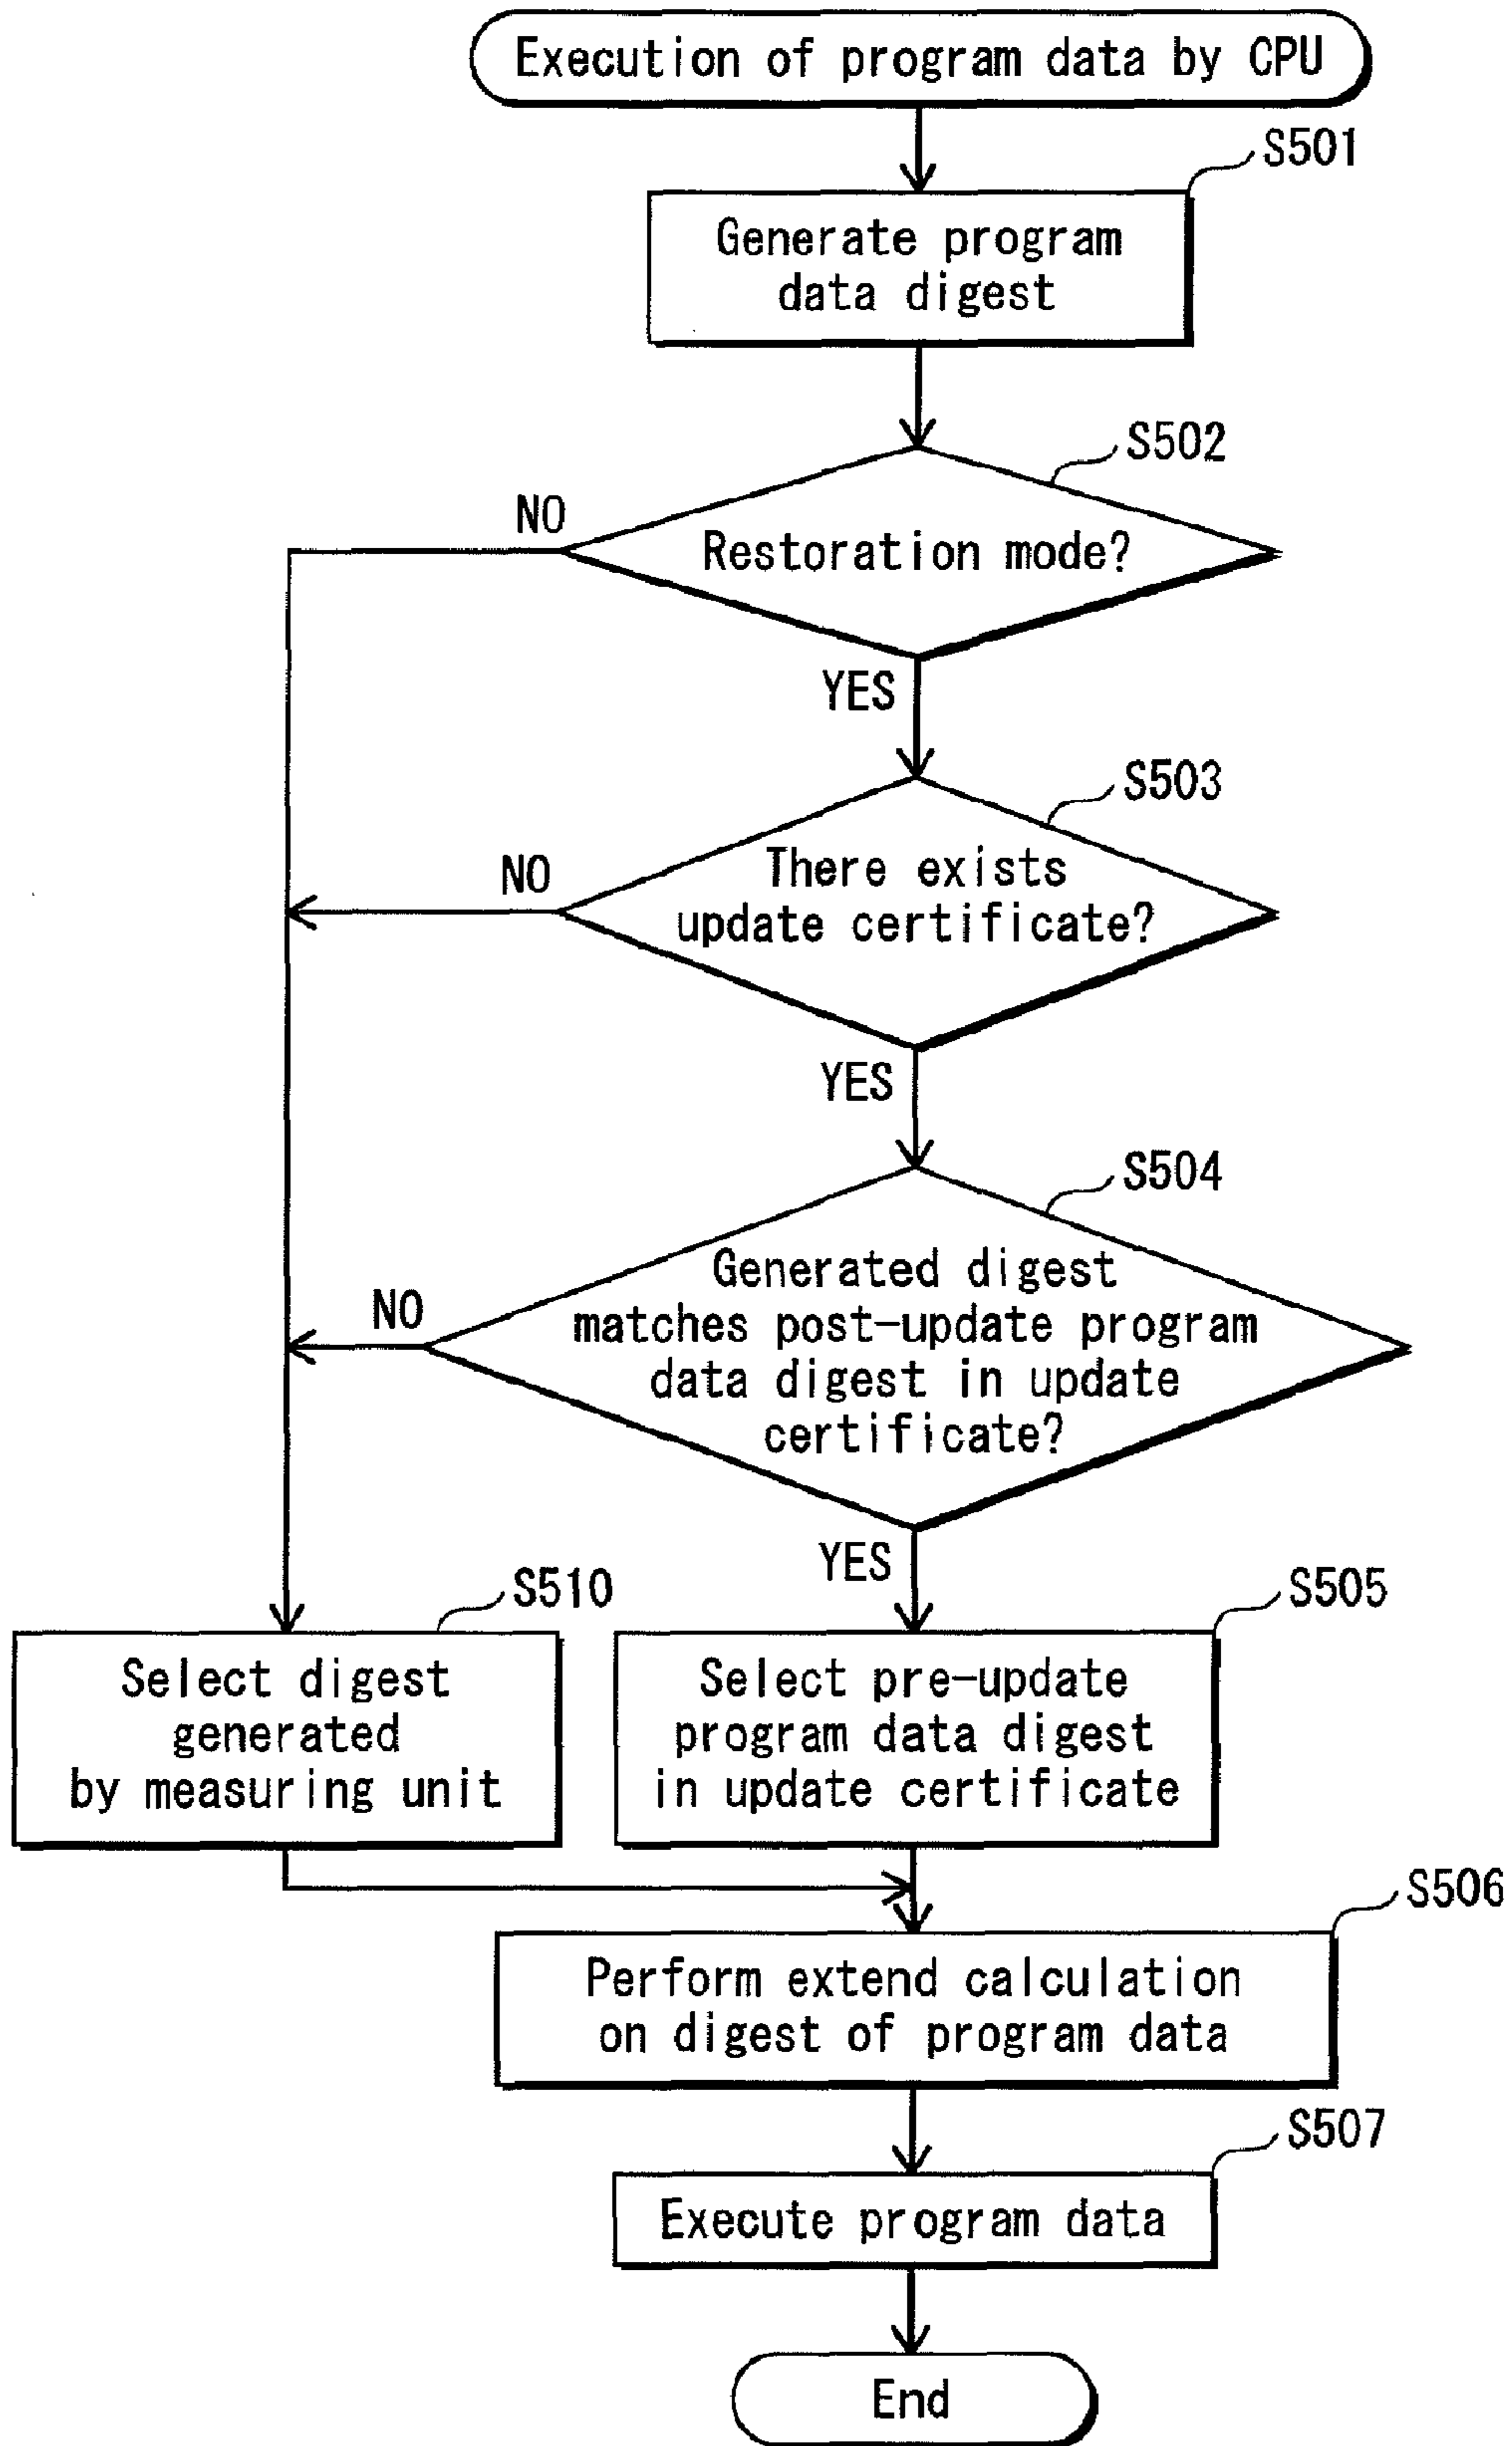 Execution of program data by CPU
S501
Generate program
data digest
S502
NO
Restoration mode?
YES
S503
NO
There exists
update certificate?
YES
S504
NO
Generated digest
matches post-update program
data digest in update
certificate?
YES
S510
Select digest
generated
by measuring unit
S505
Select pre-update
program data digest
in update certificate
S506
Perform extend calculation
on digest of program data
S507
Execute program data
End